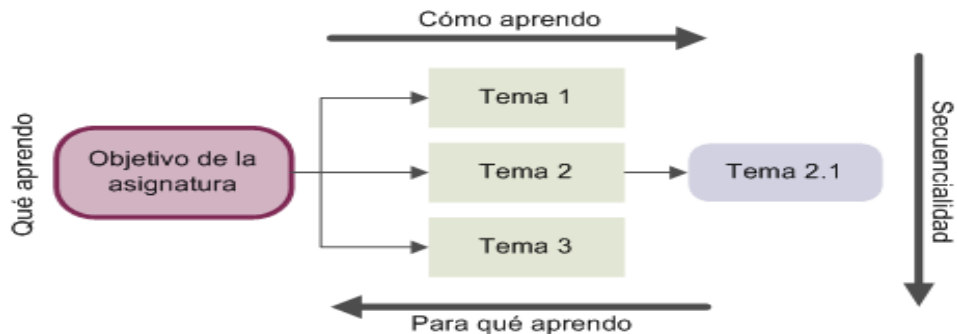 Cómo aprendo
Qué aprendo
Objetivo de la
asignatura
Tema 1
Tema 2
Tema 2.1
Tema 3
Secuencialidad
Para qué aprendo